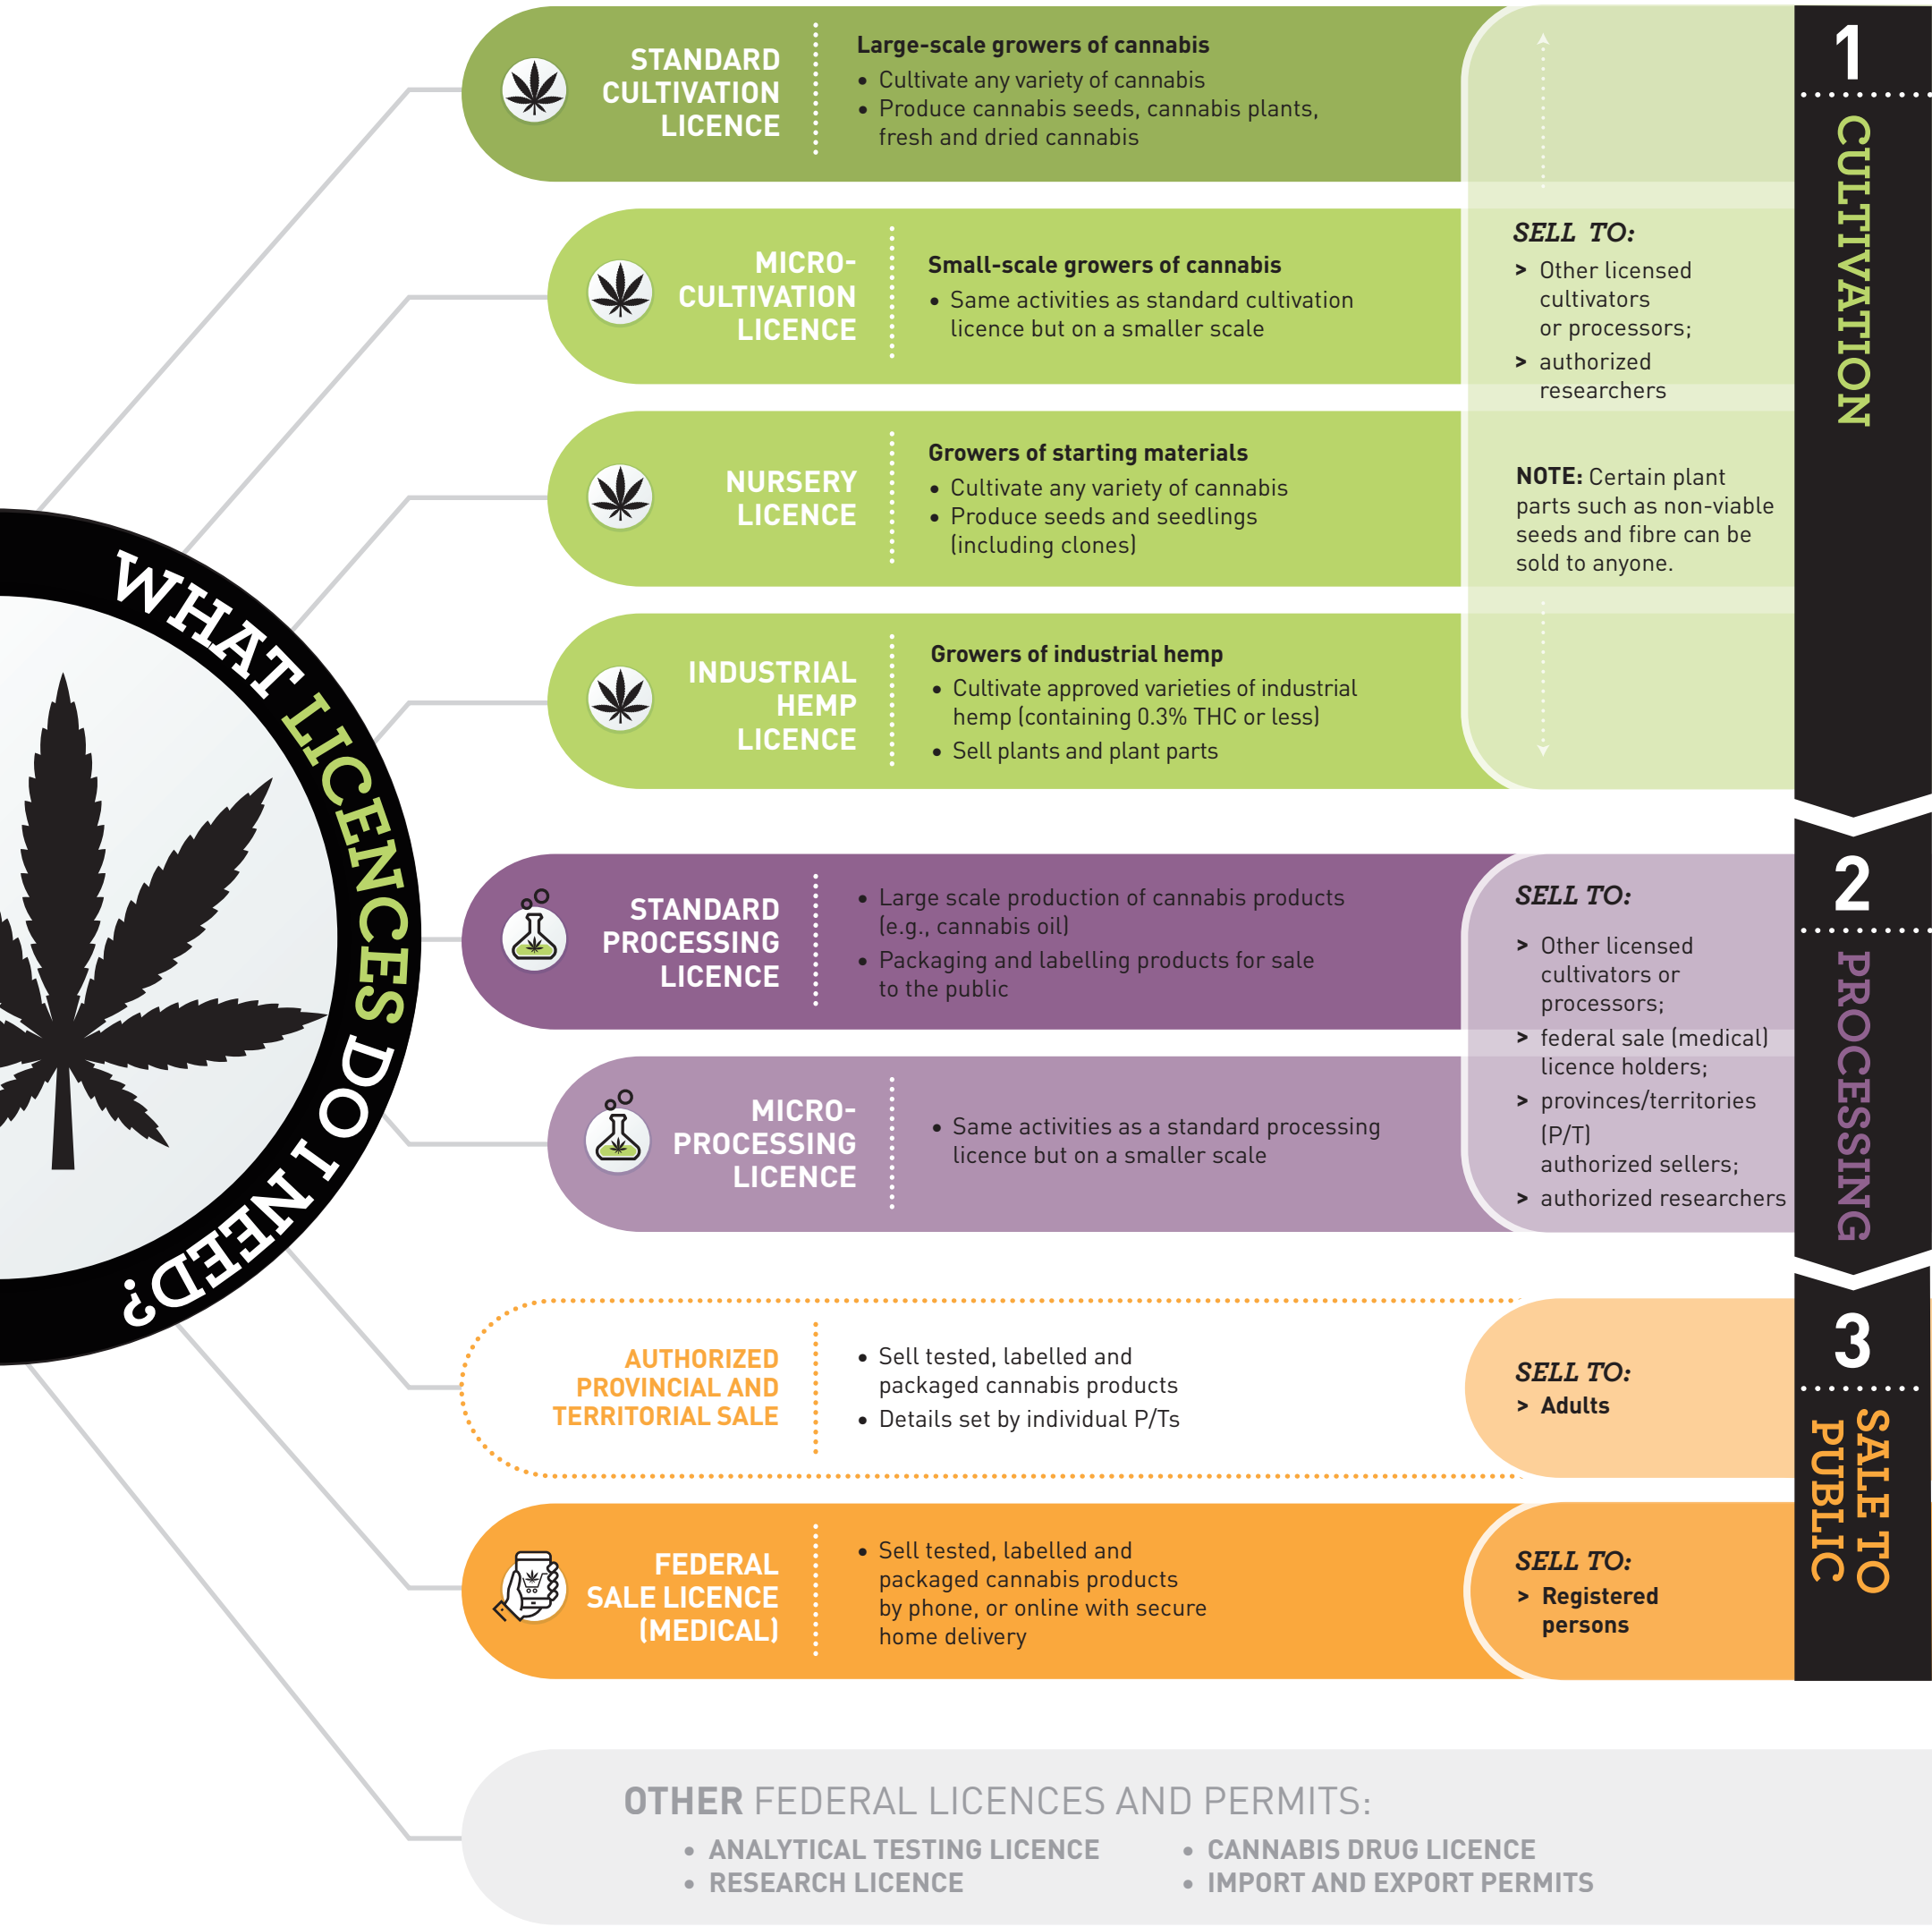 WHAT LICENCES DO I NEED?
STANDARD
CULTIVATION
LICENCE
Large-scale growers of cannabis
• Cultivate any variety of cannabis
• Produce cannabis seeds, cannabis plants,
fresh and dried cannabis
MICRO-
CULTIVATION
LICENCE
Small-scale growers of cannabis
• Same activities as standard cultivation
licence but on a smaller scale
NURSERY
LICENCE
Growers of starting materials
• Cultivate any variety of cannabis
• Produce seeds and seedlings
(including clones)
INDUSTRIAL
HEMP
LICENCE
Growers of industrial hemp
• Cultivate approved varieties of industrial
hemp (containing 0.3% THC or less)
• Sell plants and plant parts
SELL TO:
> Other licensed
cultivators
or processors;
> authorized
researchers
NOTE: Certain plant
parts such as non-viable
seeds and fibre can be
sold to anyone.
1
CULTIVATION
STANDARD
PROCESSING
LICENCE
• Large scale production of cannabis products
(e.g., cannabis oil)
• Packaging and labelling products for sale
to the public
MICRO-
PROCESSING
LICENCE
• Same activities as a standard processing
licence but on a smaller scale
SELL TO:
> Other licensed
cultivators or
processors;
> federal sale (medical)
licence holders;
> provinces/territories
(P/T)
authorized sellers;
> authorized researchers
2
PROCESSING
AUTHORIZED
PROVINCIAL AND
TERRITORIAL SALE
• Sell tested, labelled and
packaged cannabis products
• Details set by individual P/Ts
SELL TO:
> Adults
FEDERAL
SALE LICENCE
(MEDICAL)
• Sell tested, labelled and
packaged cannabis products
by phone, or online with secure
home delivery
SELL TO:
> Registered
persons
3
SALE TO
PUBLIC
OTHER FEDERAL LICENCES AND PERMITS:
• ANALYTICAL TESTING LICENCE
• RESEARCH LICENCE
• CANNABIS DRUG LICENCE
• IMPORT AND EXPORT PERMITS